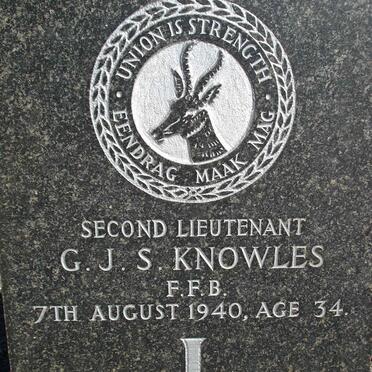 · UNION IS STRENGTH ·
EENDRAG MAAK MAG
SECOND LIEUTENANT
G. J. S. KNOWLES
F.F.B.
7TH AUGUST 1940, AGE 34.